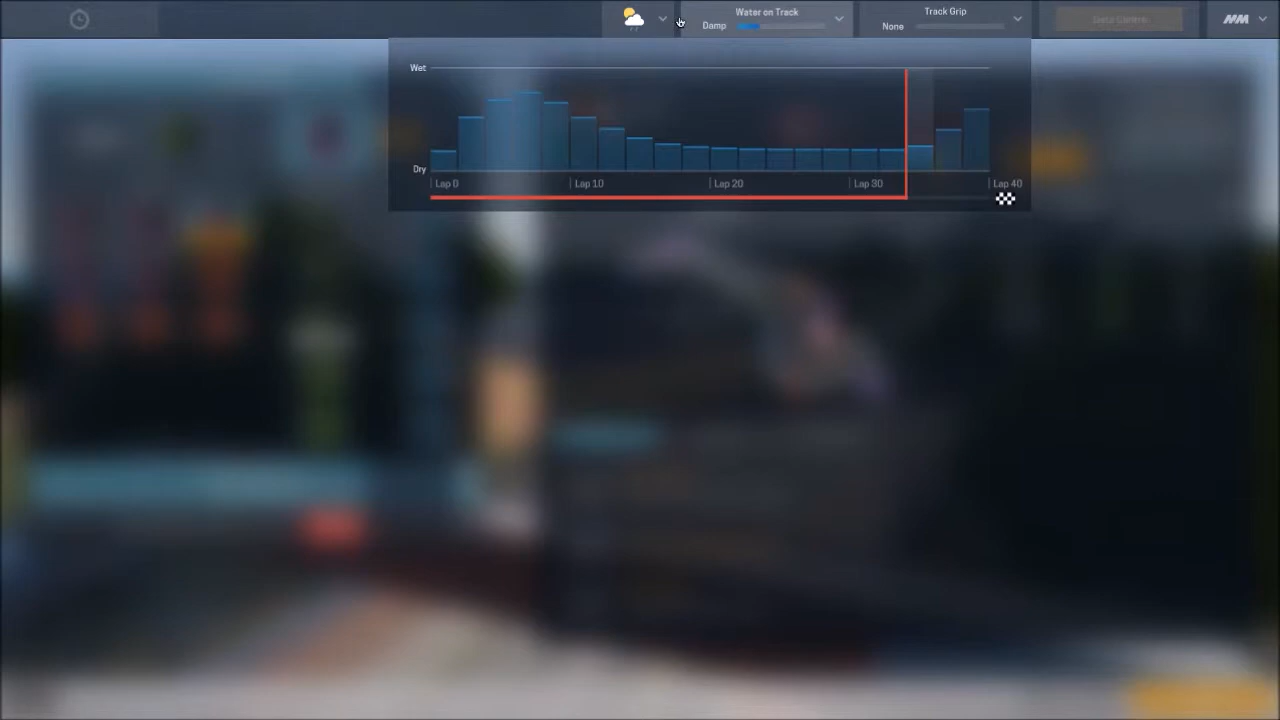 Water on Track
Damp
Track Grip
None
Wet
Dry
Lap 0
Lap 10
Lap 20
Lap 30
Lap 40